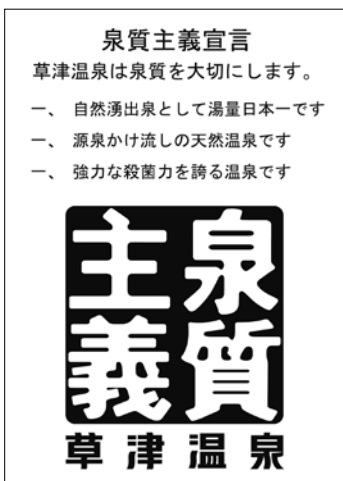 泉質主義宣言
草津温泉は泉質を大切にします。
一、 自然湧出泉として湯量日本一です
一、 源泉かけ流しの天然温泉です
一、 強力な殺菌力を誇る温泉です
泉質
主義
草津温泉